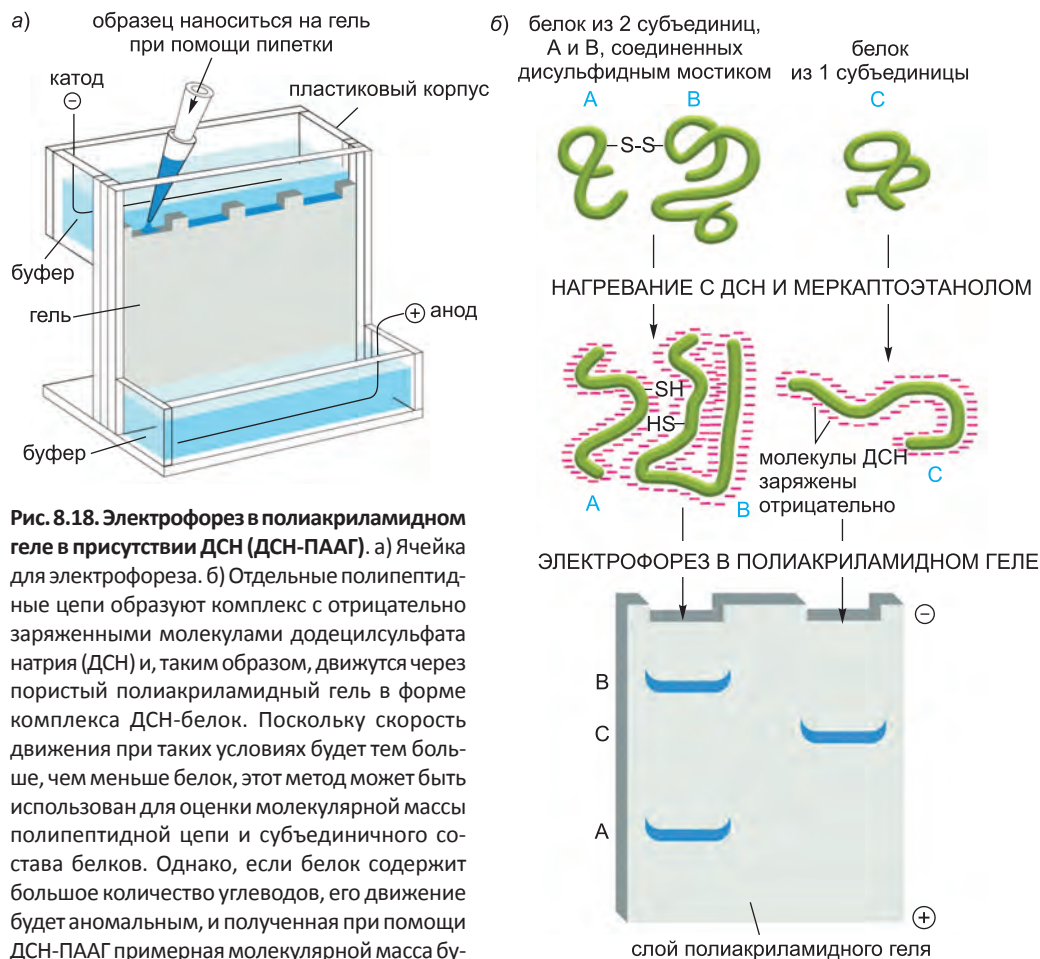 а)
образец наноситься на гель
при помощи пипетки
катод
⊖
пластиковый корпус
буфер
гель
⊕ анод
буфер
Рис. 8.18. Электрофорез в полиакриламидном
геле в присутствии ДСН (ДСН-ПААГ). а) Ячейка
для электрофореза. б) Отдельные полипептид-
ные цепи образуют комплекс с отрицательно
заряженными молекулами додецилсульфата
натрия (ДСН) и, таким образом, движутся через
пористый полиакриламидный гель в форме
комплекса ДСН-белок. Поскольку скорость
движения при таких условиях будет тем боль-
ше, чем меньше белок, этот метод может быть
использован для оценки молекулярной массы
полипептидной цепи и субъединичного со-
става белков. Однако, если белок содержит
большое количество углеводов, его движение
будет аномальным, и полученная при помощи
ДСН-ПААГ примерная молекулярной масса бу-
б)
белок из 2 субъединиц,
А и В, соединенных
дисульфидным мостиком
A
B
белок
из 1 субъединицы
C
S-S
НАГРЕВАНИЕ С ДСН И МЕРКАПТОЭТАНОЛОМ
SH
HS
A
B
молекулы ДСН
заряжены
отрицательно
C
ЭЛЕКТРОФОРЕЗ В ПОЛИАКРИЛАМИДНОМ ГЕЛЕ
⊖
B
C
A
⊕
слой полиакриламидного геля